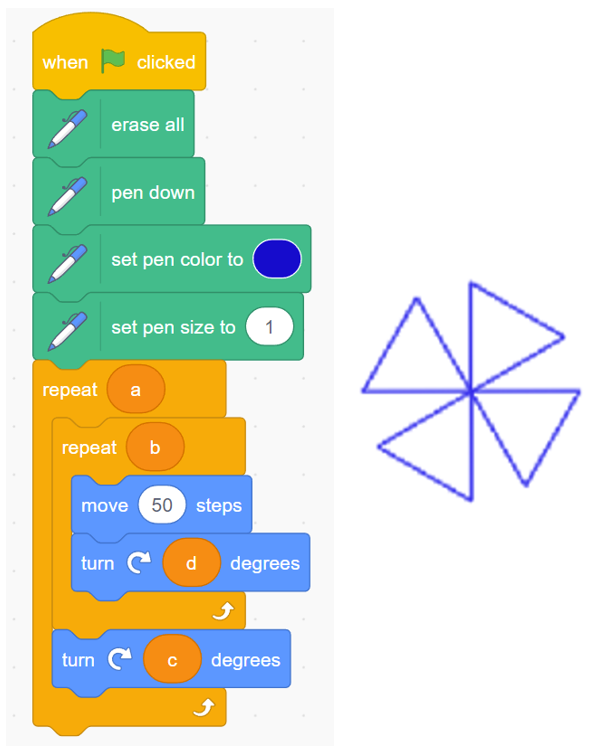 when clicked
erase all
pen down
set pen color to
set pen size to 1
repeat a
repeat b
move 50 steps
turn d degrees
turn c degrees